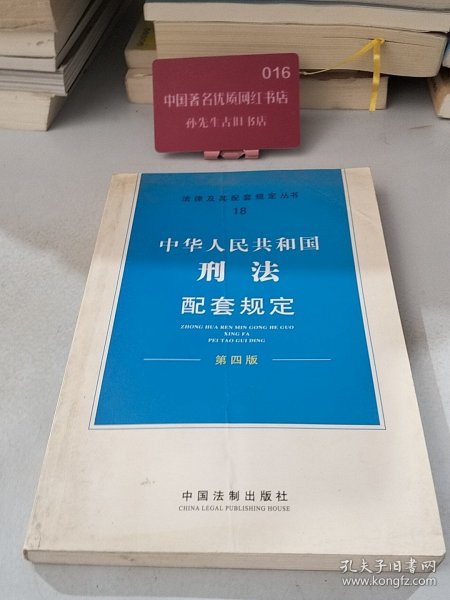 016
中国著名优质网红书店
孙先生古旧书店
法律及其配套规定丛书
18
中华人民共和国
刑 法
配套规定
ZHONG HUA REN MIN GONG HE GUO
XING FA
PEI TAO GUI DING
第四版
中国法制出版社
CHINA LEGAL PUBLISHING HOUSE
孔夫子旧书网
www.kongfz.com